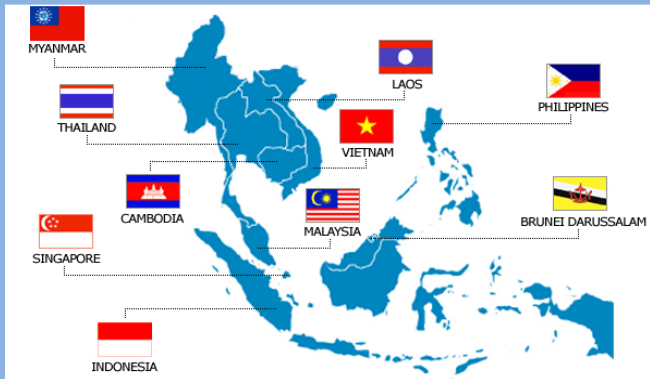 MYANMAR
LAOS
PHILIPPINES
THAILAND
VIETNAM
CAMBODIA
MALAYSIA
BRUNEI DARUSSALAM
SINGAPORE
INDONESIA